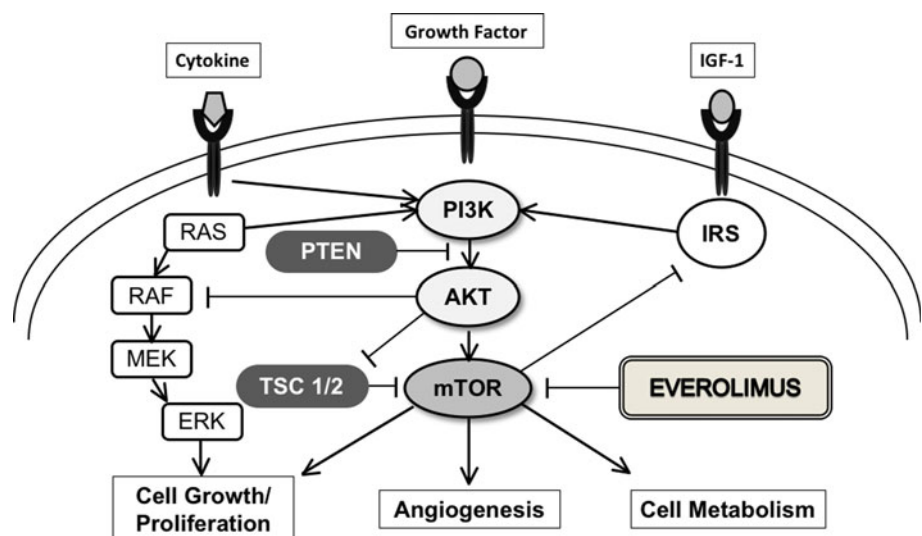 Growth Factor
Cytokine
IGF-1
PI3K
RAS
IRS
PTEN
RAF
AKT
MEK
TSC 1/2
mTOR
EVEROLIMUS
ERK
Cell Growth/
Proliferation
Angiogenesis
Cell Metabolism